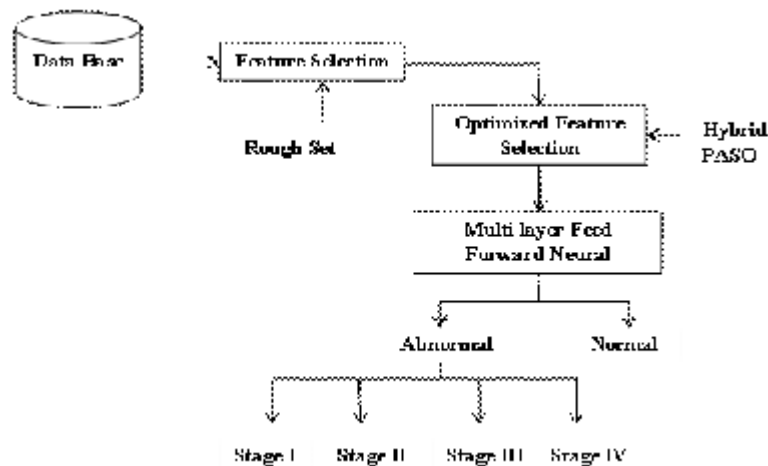 Data Base
Feature Selection
Rough Set
Optimized Feature
Selection
Hybrid
PASO
Multi layer Feed
Forward Neural
Abnormal
Normal
Stage I
Stage II
Stage III
Stage IV